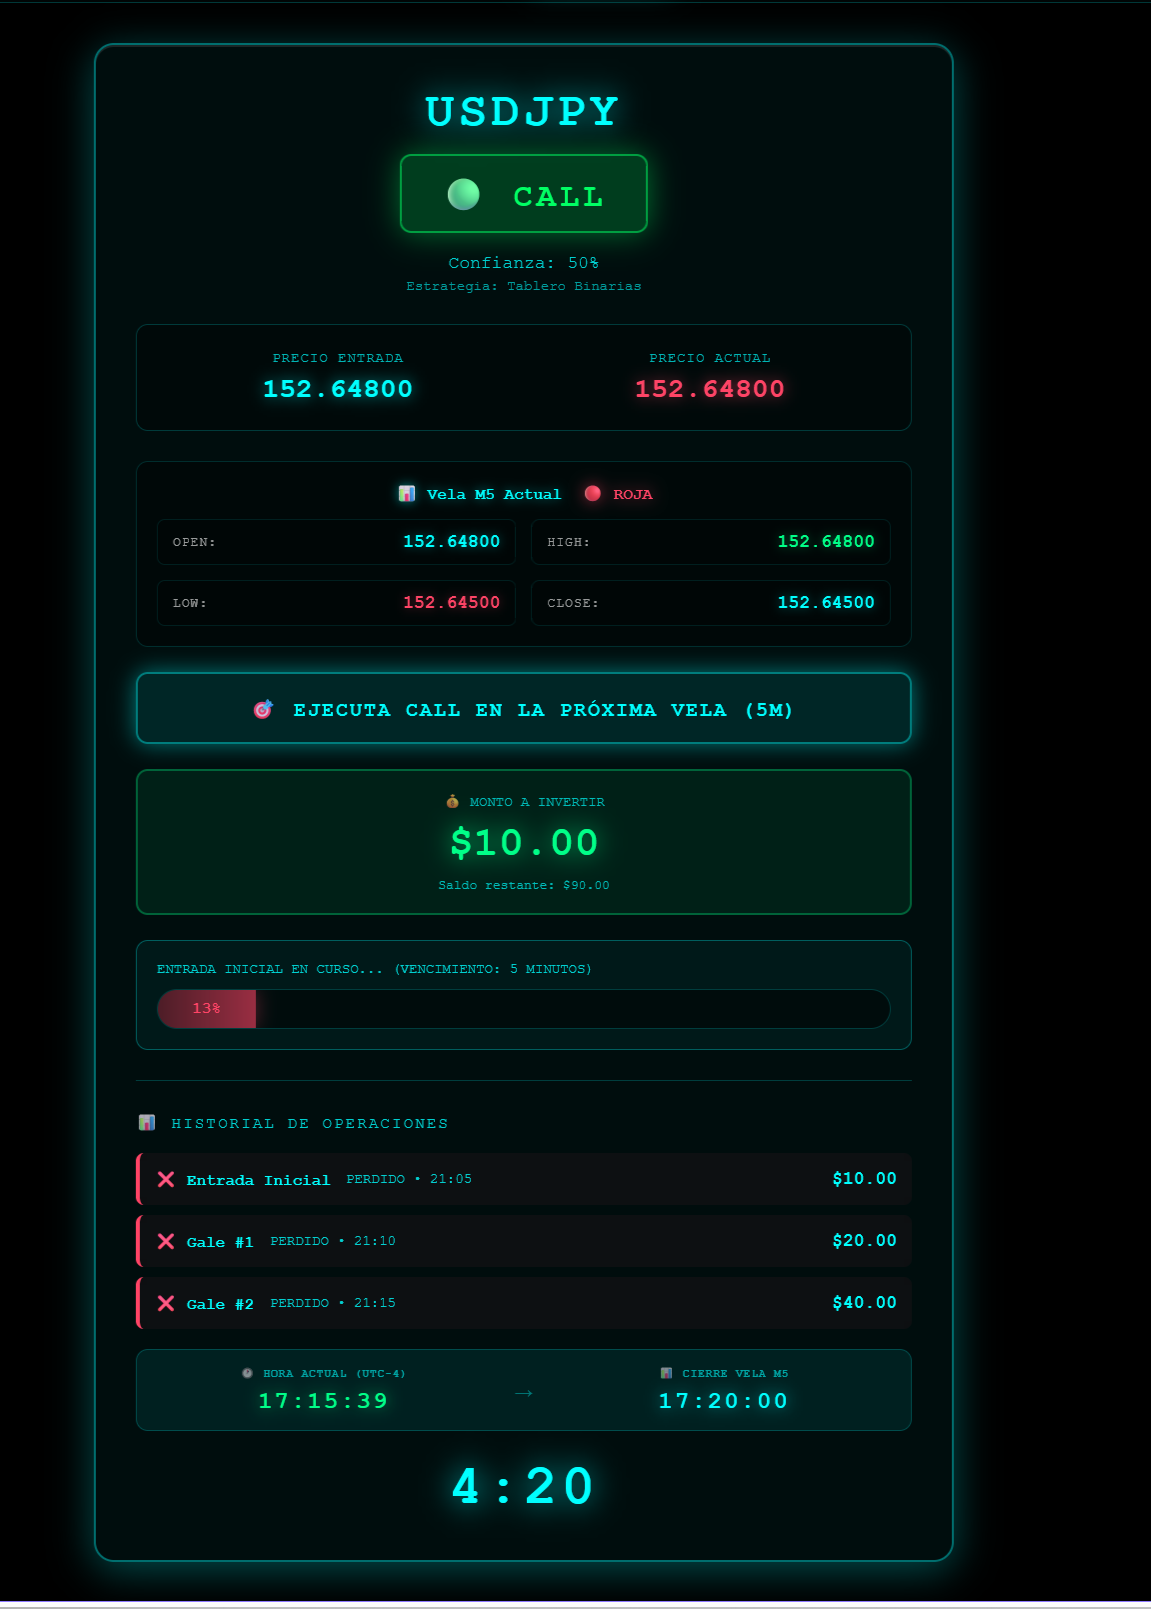 USDJPY
CALL
Confianza: 50%
Estrategia: Tablero Binarias
PRECIO ENTRADA
152.64800
PRECIO ACTUAL
152.64800
Vela M5 Actual ROJA
OPEN: 152.64800
HIGH: 152.64800
LOW: 152.64500
CLOSE: 152.64500
EJECUTA CALL EN LA PRÓXIMA VELA (5M)
MONTO A INVERTIR
$10.00
Saldo restante: $90.00
ENTRADA INICIAL EN CURSO... (VENCIMIENTO: 5 MINUTOS)
13%
HISTORIAL DE OPERACIONES
Entrada Inicial PERDIDO • 21:05 $10.00
Gale #1 PERDIDO • 21:10 $20.00
Gale #2 PERDIDO • 21:15 $40.00
HORA ACTUAL (UTC-4)
17:15:39
→
CIERRE VELA M5
17:20:00
4:20